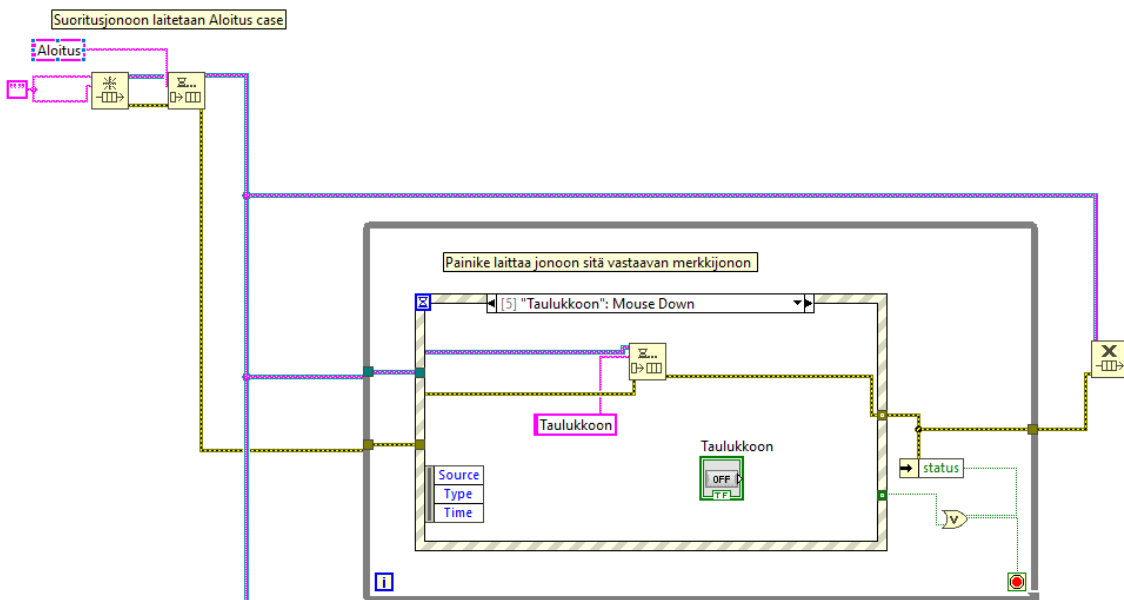 Suoritusjonoon laitetaan Aloitus case
Aloitus
""
Painike laittaa jonoon sitä vastaavan merkkijonon
[5] "Taulukkoon": Mouse Down
Taulukkoon
Taulukkoon
OFF
TF
Source
Type
Time
status
V
i